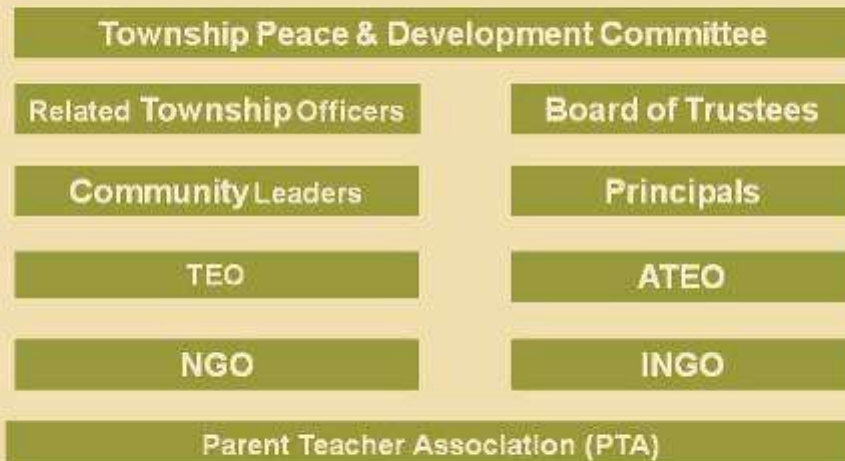 Township Peace & Development Committee
Related Township Officers
Board of Trustees
Community Leaders
Principals
TEO
ATEO
NGO
INGO
Parent Teacher Association (PTA)